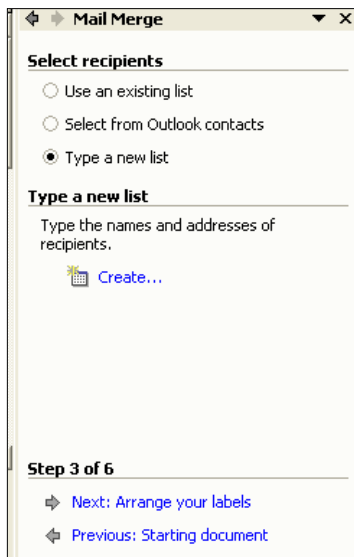 Mail Merge
Select recipients
Use an existing list
Select from Outlook contacts
Type a new list
Type a new list
Type the names and addresses of
recipients.
Create...
Step 3 of 6
Next: Arrange your labels
Previous: Starting document